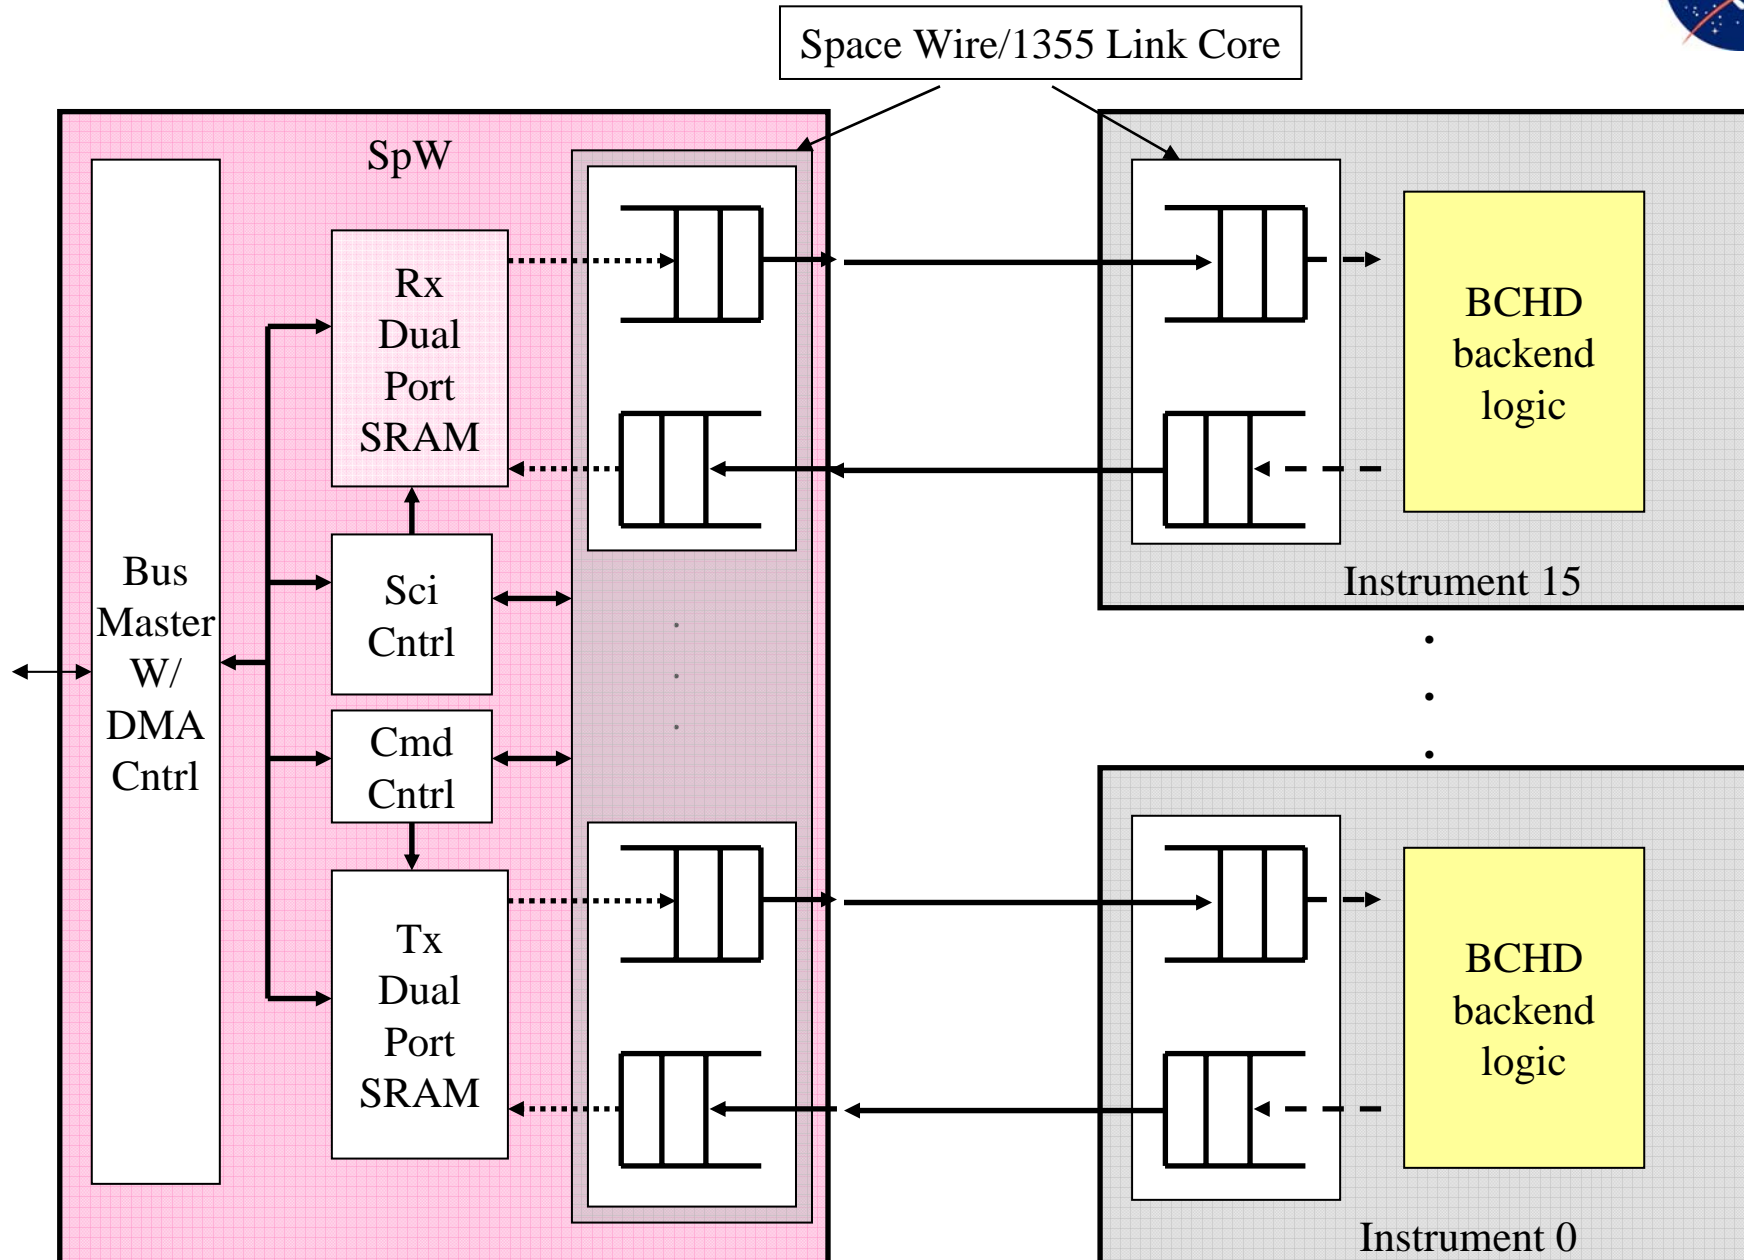 Space Wire/1355 Link Core
SpW
Rx
Dual
Port
SRAM
Bus
Master
W/
DMA
Cntrl
Sci
Cntrl
Cmd
Cntrl
Tx
Dual
Port
SRAM
BCHD
backend
logic
Instrument 15
BCHD
backend
logic
Instrument 0